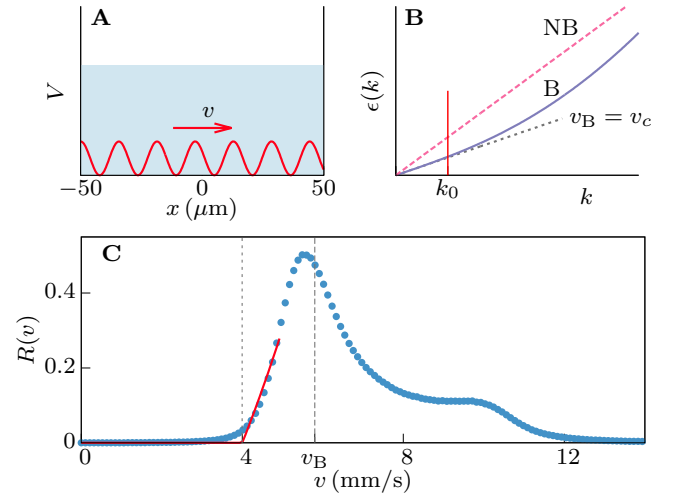 A
V
v
−50
0
50
x (μm)
B
ϵ(k)
NB
B
v_B = v_c
k_0
k
C
R(v)
0.4
0.2
0
0
4
v_B
8
12
v (mm/s)